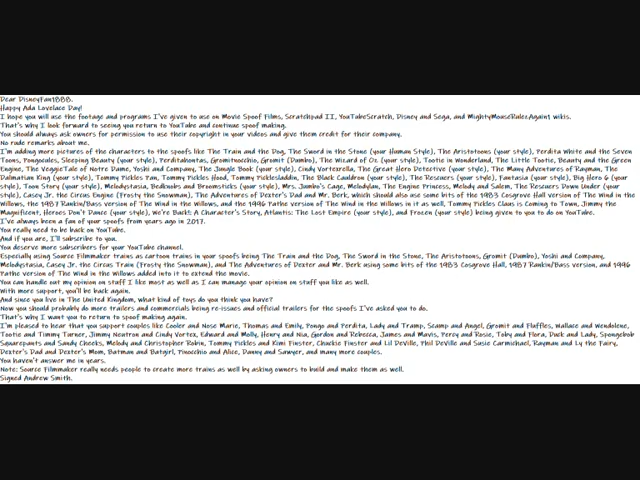 Dear DisneyFan1888.
Happy Ada Lovelace Day!
I hope you will use the footage and programs I've given to use on Movie Spoof Films, Scratchpad II, YouTubeScratch, Disney and Sega, and MightyMouseRulezAgain1 wikis.
That's why I look forward to seeing you return to YouTube and continue spoof making.
You should always ask owners for permission to use their copyright in your videos and give them credit for their company.
No rude remarks about me.
I'm adding more pictures of the characters to the spoofs like The Train and the Dog, The Sword in the Stone (your Human Style), The Aristotoons (your style), Perdita White and the Seven
Toons, Pongocules, Sleeping Beauty (your style), Perditahontas, Gromitnocchio, Gromit (Dumbo), The Wizard of Oz (your style), Tootie in Wonderland, The Little Tootie, Beauty and the Green
Engine, The VeggieTale of Notre Dame, Yoshi and Company, The Jungle Book (your style), Cindy Vortexrella, The Great Hero Detective (your style), The Many Adventures of Rayman, The
Dalmatian King (your style), Tommy Pickles Pan, Tommy Pickles Hood, Tommy Picklesladdin, The Black Cauldron (your style), The Rescuers (your style), Fantasia (your style), Big Hero 6 (your
style), Toon Story (your style), Melodystasia, Bedknobs and Broomsticks (your style), Mrs. Jumbo's Cage, Melodylan, The Engine Princess, Melody and Salem, The Rescuers Down Under (your
style), Casey Jr. the Circus Engine (Frosty the Snowman), The Adventures of Dexter's Dad and Mr. Berk, which should also use some bits of the 1983 Cosgrove Hall version of The Wind in the
Willows, the 1987 Rankin/Bass version of The Wind in the Willows, and the 1996 Pathe version of The Wind in the Willows in it as well, Tommy Pickles Claus is Coming to Town, Jimmy the
Magnificent, Heroes Don't Dance (your style), We're Back!: A Character's Story, Atlantis: The Lost Empire (your style), and Frozen (your style) being given to you to do on YouTube.
I've always been a fan of your spoofs from years ago in 2017.
You really need to be back on YouTube.
And if you are, I'll subscribe to you.
You deserve more subscribers for your YouTube channel.
Especially using Source Filmmaker trains as cartoon trains in your spoofs being The Train and the Dog, The Sword in the Stone, The Aristotoons, Gromit (Dumbo), Yoshi and Company,
Melodystasia, Casey Jr. the Circus Train (Frosty the Snowman), and The Adventures of Dexter and Mr. Berk using some bits of the 1983 Cosgrove Hall, 1987 Rankin/Bass version, and 1996
Pathe version of The Wind in the Willows added into it to extend the movie.
You can handle out my opinion on stuff I like most as well as I can manage your opinion on stuff you like as well.
With more support, you'll be back again.
And since you live in The United Kingdom, what kind of toys do you think you have?
Now you should probably do more trailers and commercials being re-issues and official trailers for the spoofs I've asked you to do.
That's why I want you to return to spoof making again.
I'm pleased to hear that you support couples like Cooler and Nose Marie, Thomas and Emily, Pongo and Perdita, Lady and Tramp, Scamp and Angel, Gromit and Fluffles, Wallace and Wendolene,
Tootie and Timmy Turner, Jimmy Neutron and Cindy Vortex, Edward and Molly, Henry and Nia, Gordon and Rebecca, James and Mavis, Percy and Rosie, Toby and Flora, Duck and Lady, Spongebob
Squarepants and Sandy Cheeks, Melody and Christopher Robin, Tommy Pickles and Kimi Finster, Chuckie Finster and Lil DeVille, Phil DeVille and Susie Carmichael, Rayman and Ly the Fairy,
Dexter's Dad and Dexter's Mom, Batman and Batgirl, Pinocchio and Alice, Danny and Sawyer, and many more couples.
You haven't answer me in years.
Note: Source Filmmaker really needs people to create more trains as well by asking owners to build and make them as well.
Signed Andrew Smith.